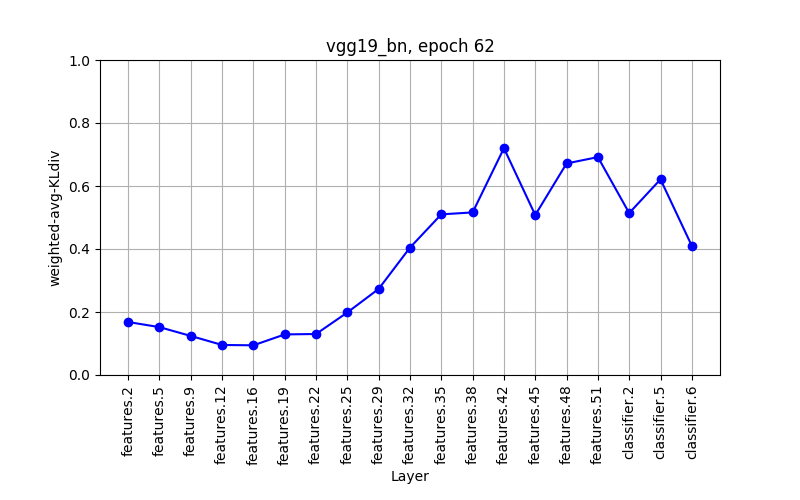 vgg19_bn, epoch 62
weighted-avg-KLdiv
1.0
0.8
0.6
0.4
0.2
0.0
features.2
features.5
features.9
features.12
features.16
features.19
features.22
features.25
features.29
features.32
features.35
features.38
features.42
features.45
features.48
features.51
classifier.2
classifier.5
classifier.6
Layer